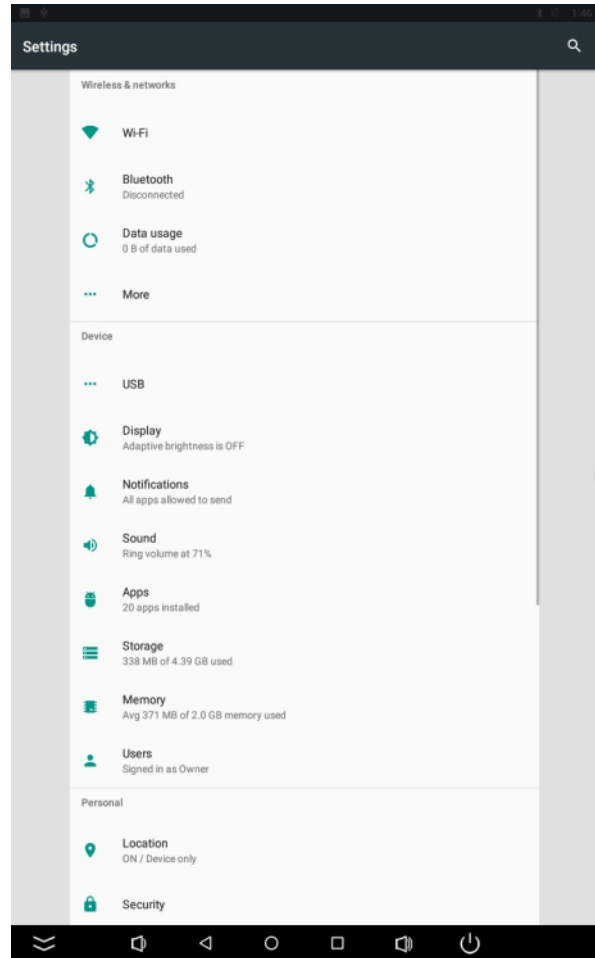 1:46
Settings
Wireless & networks
Wi-Fi
Bluetooth
Disconnected
Data usage
0 B of data used
More
Device
USB
Display
Adaptive brightness is OFF
Notifications
All apps allowed to send
Sound
Ring volume at 71%
Apps
20 apps installed
Storage
338 MB of 4.39 GB used
Memory
Avg 371 MB of 2.0 GB memory used
Users
Signed in as Owner
Personal
Location
ON / Device only
Security